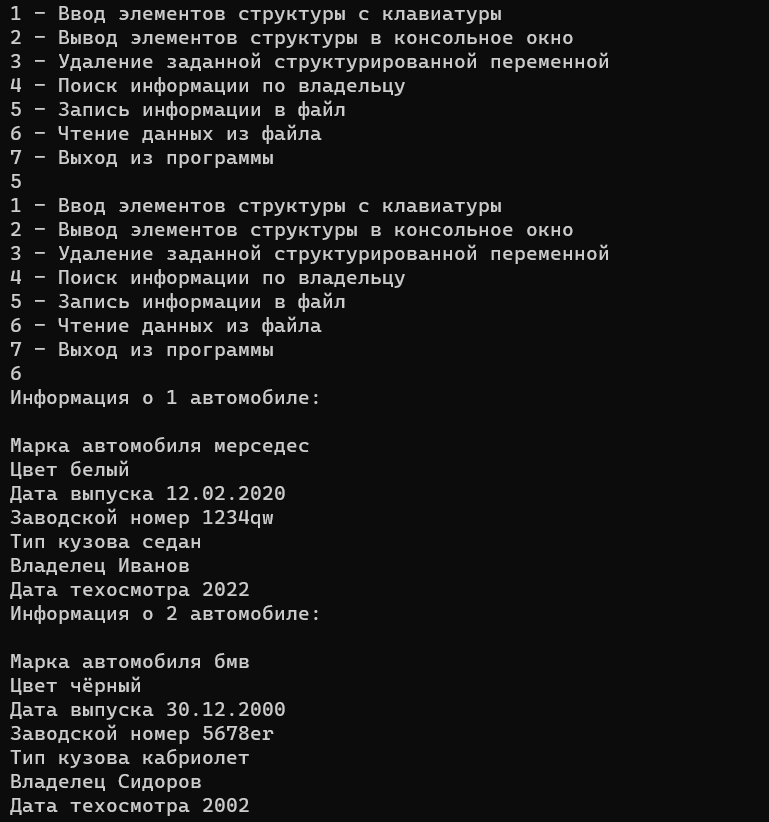 1 - Ввод элементов структуры с клавиатуры
2 - Вывод элементов структуры в консольное окно
3 - Удаление заданной структурированной переменной
4 - Поиск информации по владельцу
5 - Запись информации в файл
6 - Чтение данных из файла
7 - Выход из программы
5
1 - Ввод элементов структуры с клавиатуры
2 - Вывод элементов структуры в консольное окно
3 - Удаление заданной структурированной переменной
4 - Поиск информации по владельцу
5 - Запись информации в файл
6 - Чтение данных из файла
7 - Выход из программы
6
Информация о 1 автомобиле:
Марка автомобиля мерседес
Цвет белый
Дата выпуска 12.02.2020
Заводской номер 1234qw
Тип кузова седан
Владелец Иванов
Дата техосмотра 2022
Информация о 2 автомобиле:
Марка автомобиля бмв
Цвет чёрный
Дата выпуска 30.12.2000
Заводской номер 5678er
Тип кузова кабриолет
Владелец Сидоров
Дата техосмотра 2002